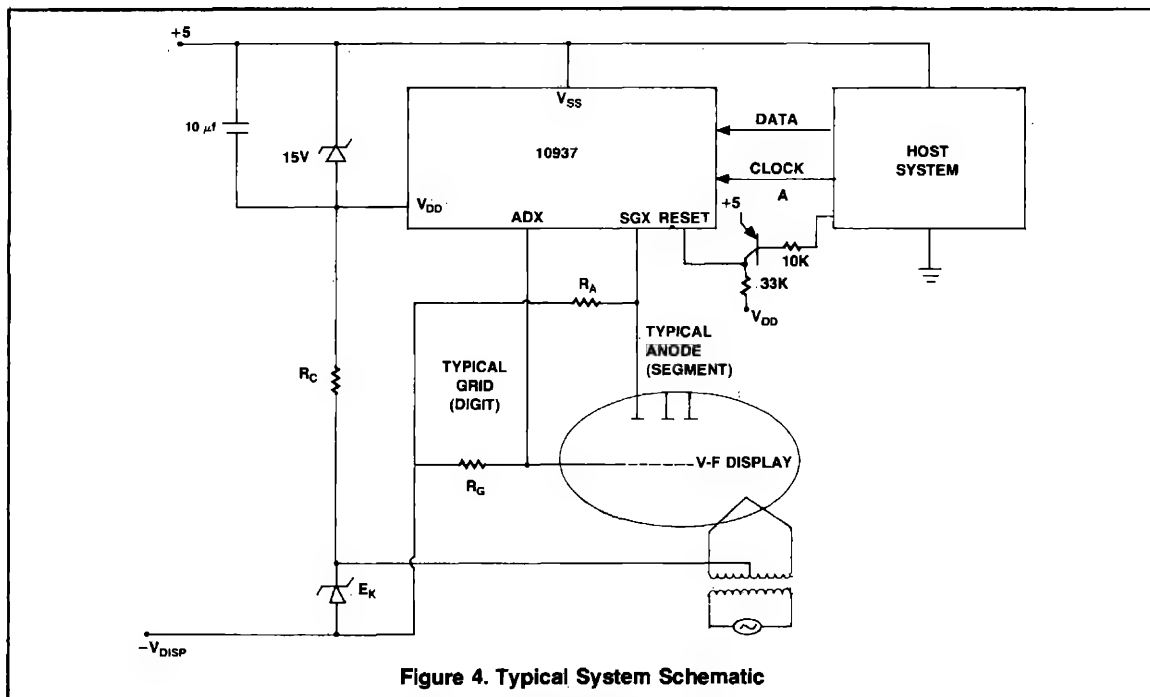 +5
10 µf
15V
VSS
10937
VDD
ADX
SGX RESET
DATA
CLOCK
A
HOST
SYSTEM
+5
10K
33K
VDD
RA
TYPICAL
ANODE
(SEGMENT)
TYPICAL
GRID
(DIGIT)
RC
V-F DISPLAY
RG
EK
–VDISP
Figure 4. Typical System Schematic